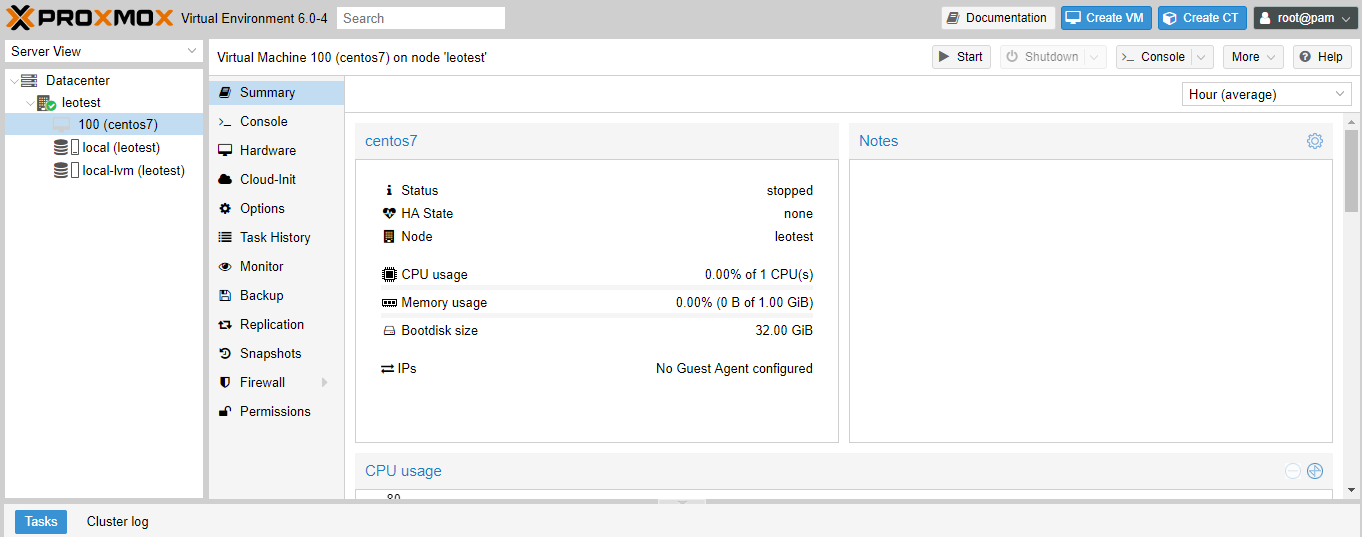 PROXMOX Virtual Environment 6.0-4 Search Documentation Create VM Create CT root@pam
Server View
Datacenter
leotest
100 (centos7)
local (leotest)
local-lvm (leotest)
Virtual Machine 100 (centos7) on node 'leotest' Start Shutdown Console More Help
Summary
Console
Hardware
Cloud-Init
Options
Task History
Monitor
Backup
Replication
Snapshots
Firewall
Permissions
Hour (average)
centos7
Status stopped
HA State none
Node leotest
CPU usage 0.00% of 1 CPU(s)
Memory usage 0.00% (0 B of 1.00 GiB)
Bootdisk size 32.00 GiB
IPs No Guest Agent configured
Notes
CPU usage
80
Tasks Cluster log